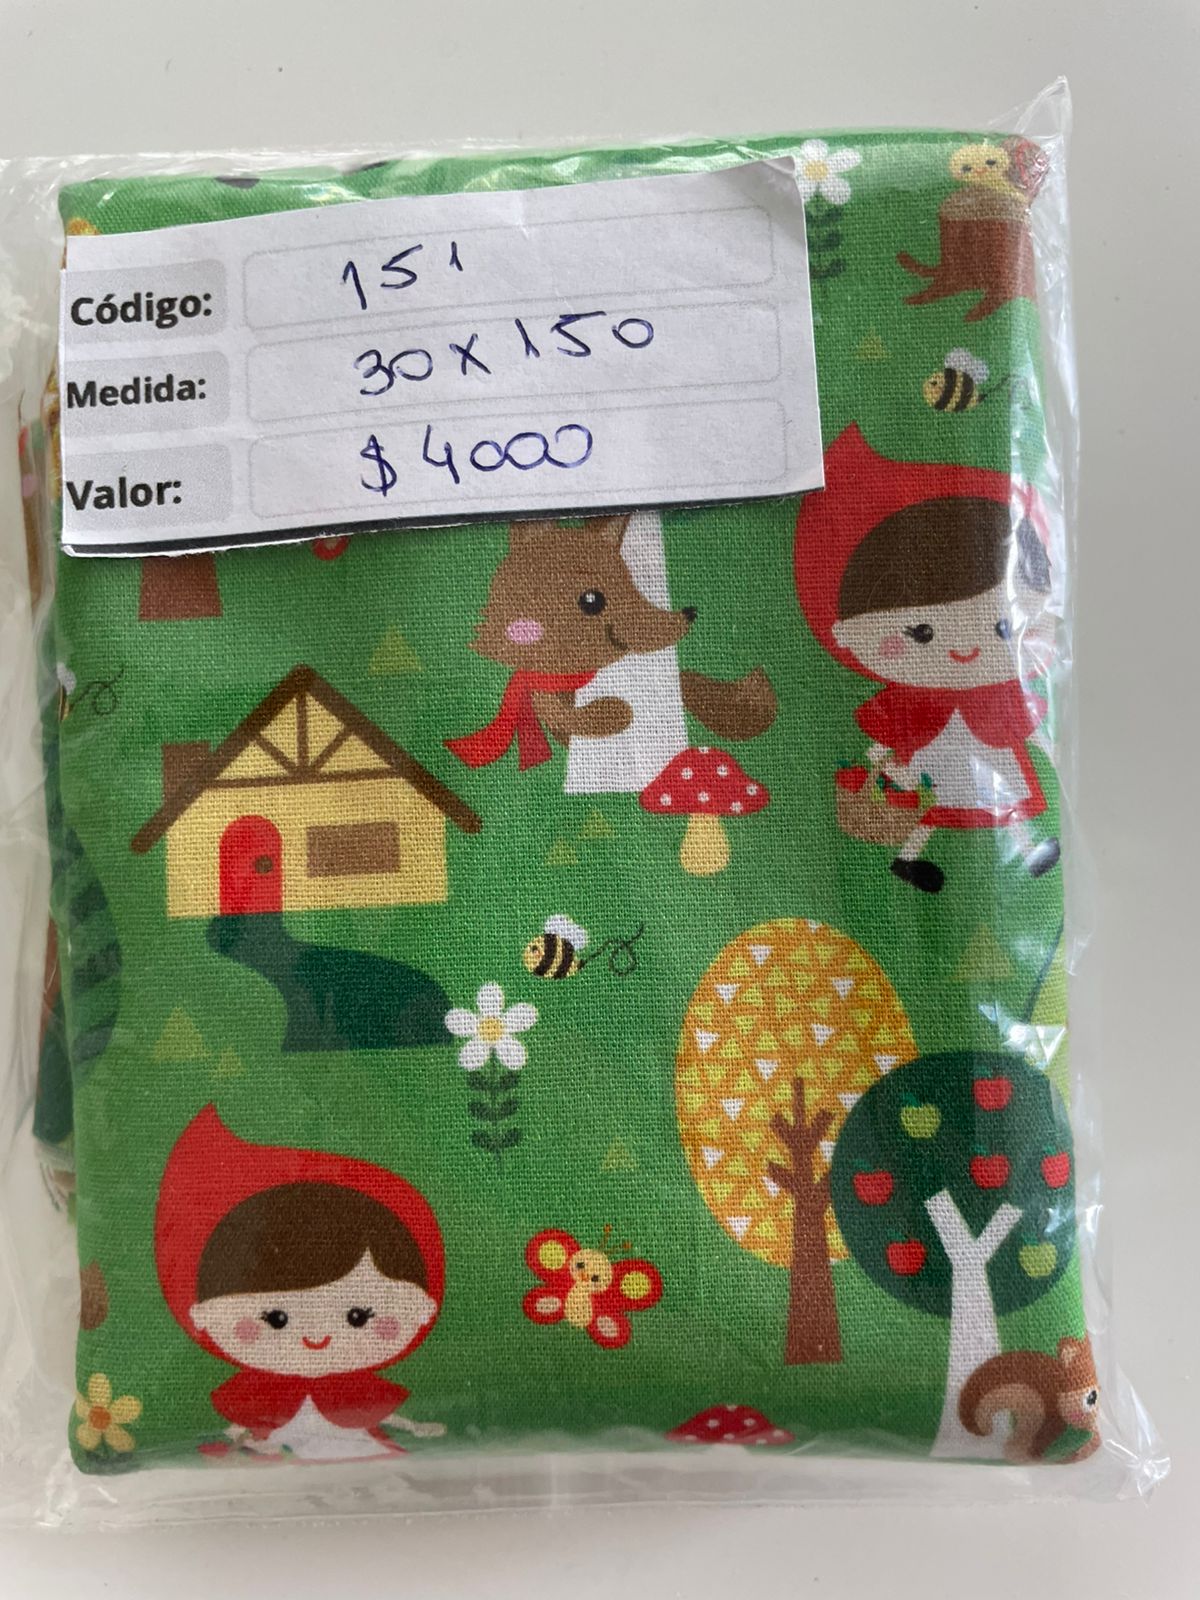 Código: 151
Medida: 30 x 150
Valor: $ 4000